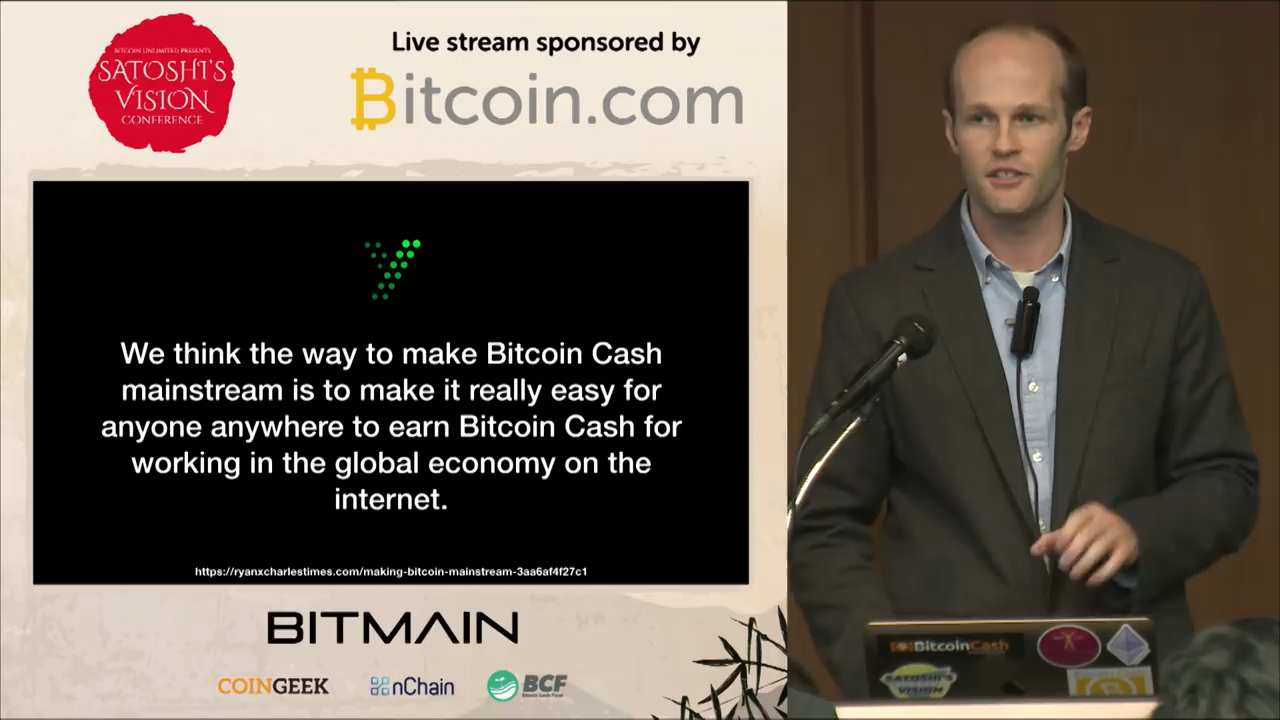 BITCOIN UNLIMITED PRESENTS
SATOSHI'S
VISION
CONFERENCE
Live stream sponsored by
Bitcoin.com
We think the way to make Bitcoin Cash
mainstream is to make it really easy for
anyone anywhere to earn Bitcoin Cash for
working in the global economy on the
internet.
https://ryanxcharlestimes.com/making-bitcoin-mainstream-3aa6af4f27c1
BITMAIN
COINGEEK
nChain
BCF
BitcoinCash
SATOSHI'S
VISION